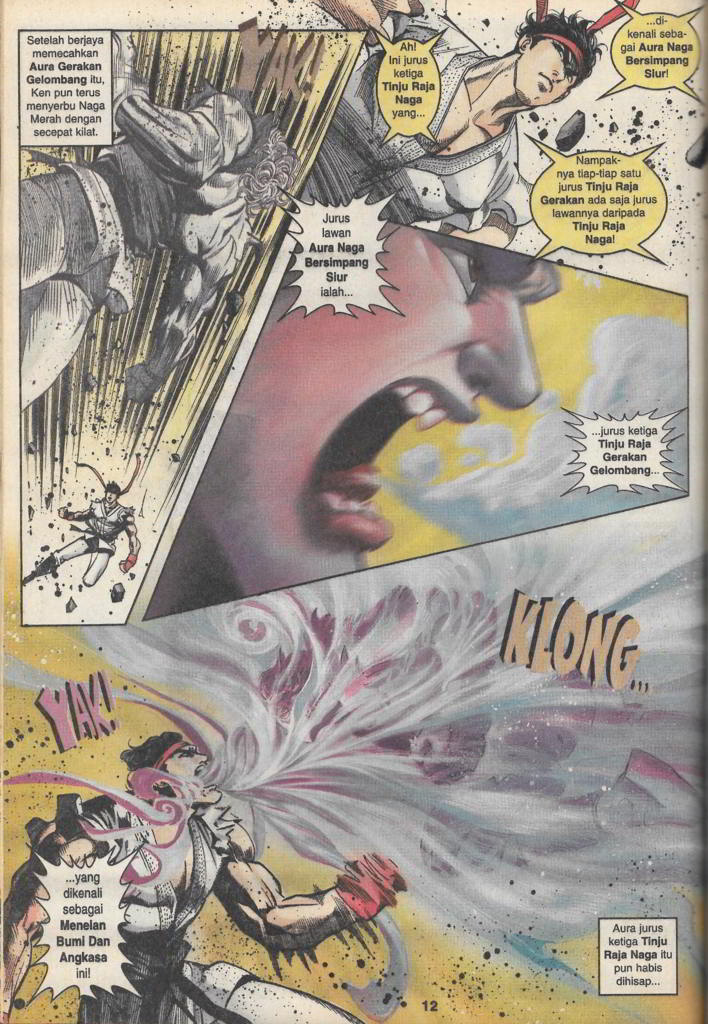 Setelah berjaya
memecahkan
Aura Gerakan
Gelombang itu,
Ken pun terus
menyerbu Naga
Merah dengan
secepat kilat.
YAK!
Ah!
Ini jurus
ketiga
Tinju Raja
Naga
yang...
...di-
kenali seba-
gai Aura Naga
Bersimpang
Siur!
Nampak-
nya tiap-tiap satu
jurus Tinju Raja
Gerakan ada saja jurus
lawannya daripada
Tinju Raja
Naga!
Jurus
lawan
Aura Naga
Bersimpang
Siur
ialah...
...jurus ketiga
Tinju Raja
Gerakan
Gelombang...
KLONG...
YAK!
...yang
dikenali
sebagai
Menelan
Bumi Dan
Angkasa
ini!
Aura jurus
ketiga Tinju
Raja Naga itu
pun habis
dihisap...
12